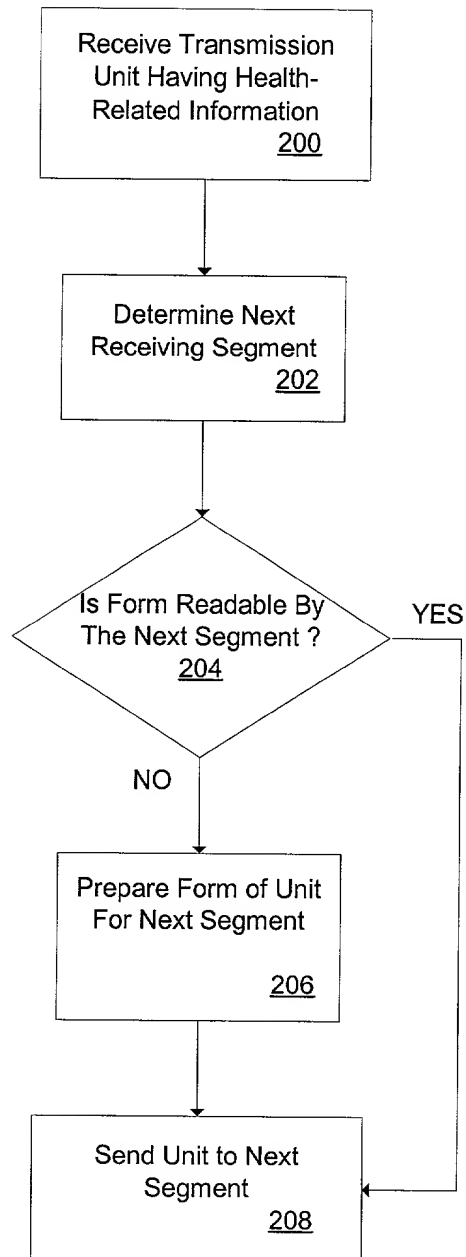 Receive Transmission
Unit Having Health-
Related Information
200
Determine Next
Receiving Segment
202
Is Form Readable By
The Next Segment ?
204
YES
NO
Prepare Form of Unit
For Next Segment
206
Send Unit to Next
Segment
208